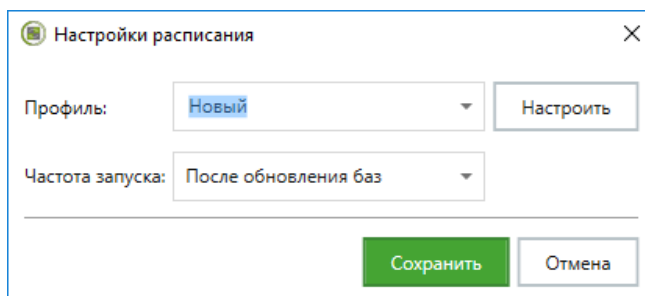 Настройки расписания
Профиль: Новый Настроить
Частота запуска: После обновления баз
Сохранить Отмена